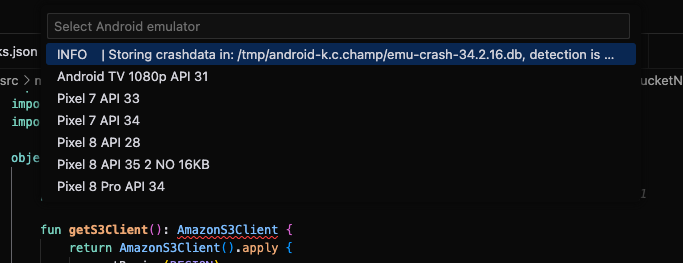 Select Android emulator
ks.json
INFO | Storing crashdata in: /tmp/android-k.c.champ/emu-crash-34.2.16.db, detection is ...
src >
Android TV 1080p API 31
Pixel 7 API 33
impo
Pixel 7 API 34
impo
Pixel 8 API 28
obje
Pixel 8 API 35 2 NO 16KB
Pixel 8 Pro API 34
fun getS3Client(): AmazonS3Client {
return AmazonS3Client().apply {